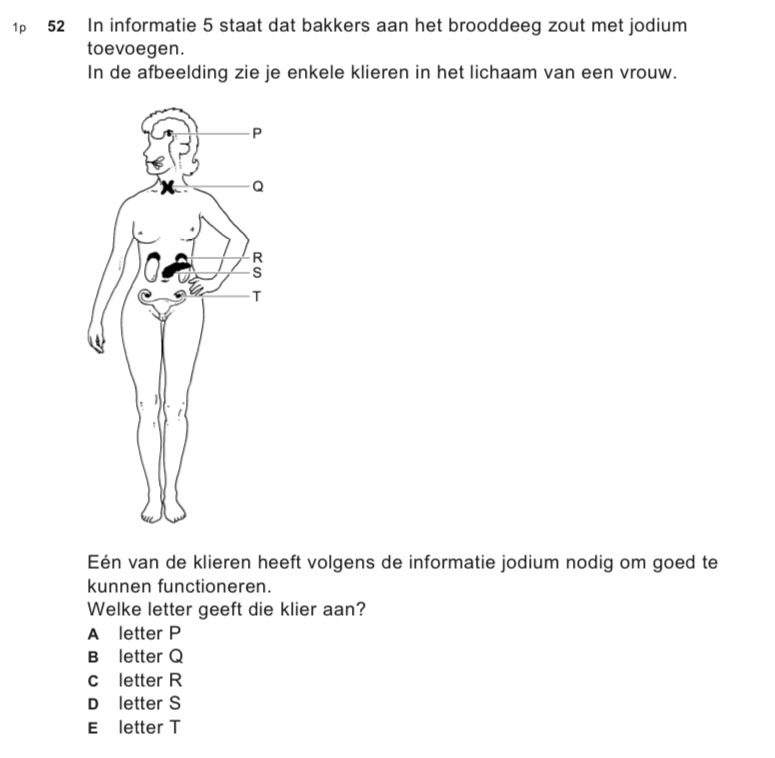 1p 52 In informatie 5 staat dat bakkers aan het brooddeeg zout met jodium
toevoegen.
In de afbeelding zie je enkele klieren in het lichaam van een vrouw.
P
Q
R
S
T
Eén van de klieren heeft volgens de informatie jodium nodig om goed te
kunnen functioneren.
Welke letter geeft die klier aan?
A letter P
B letter Q
C letter R
D letter S
E letter T